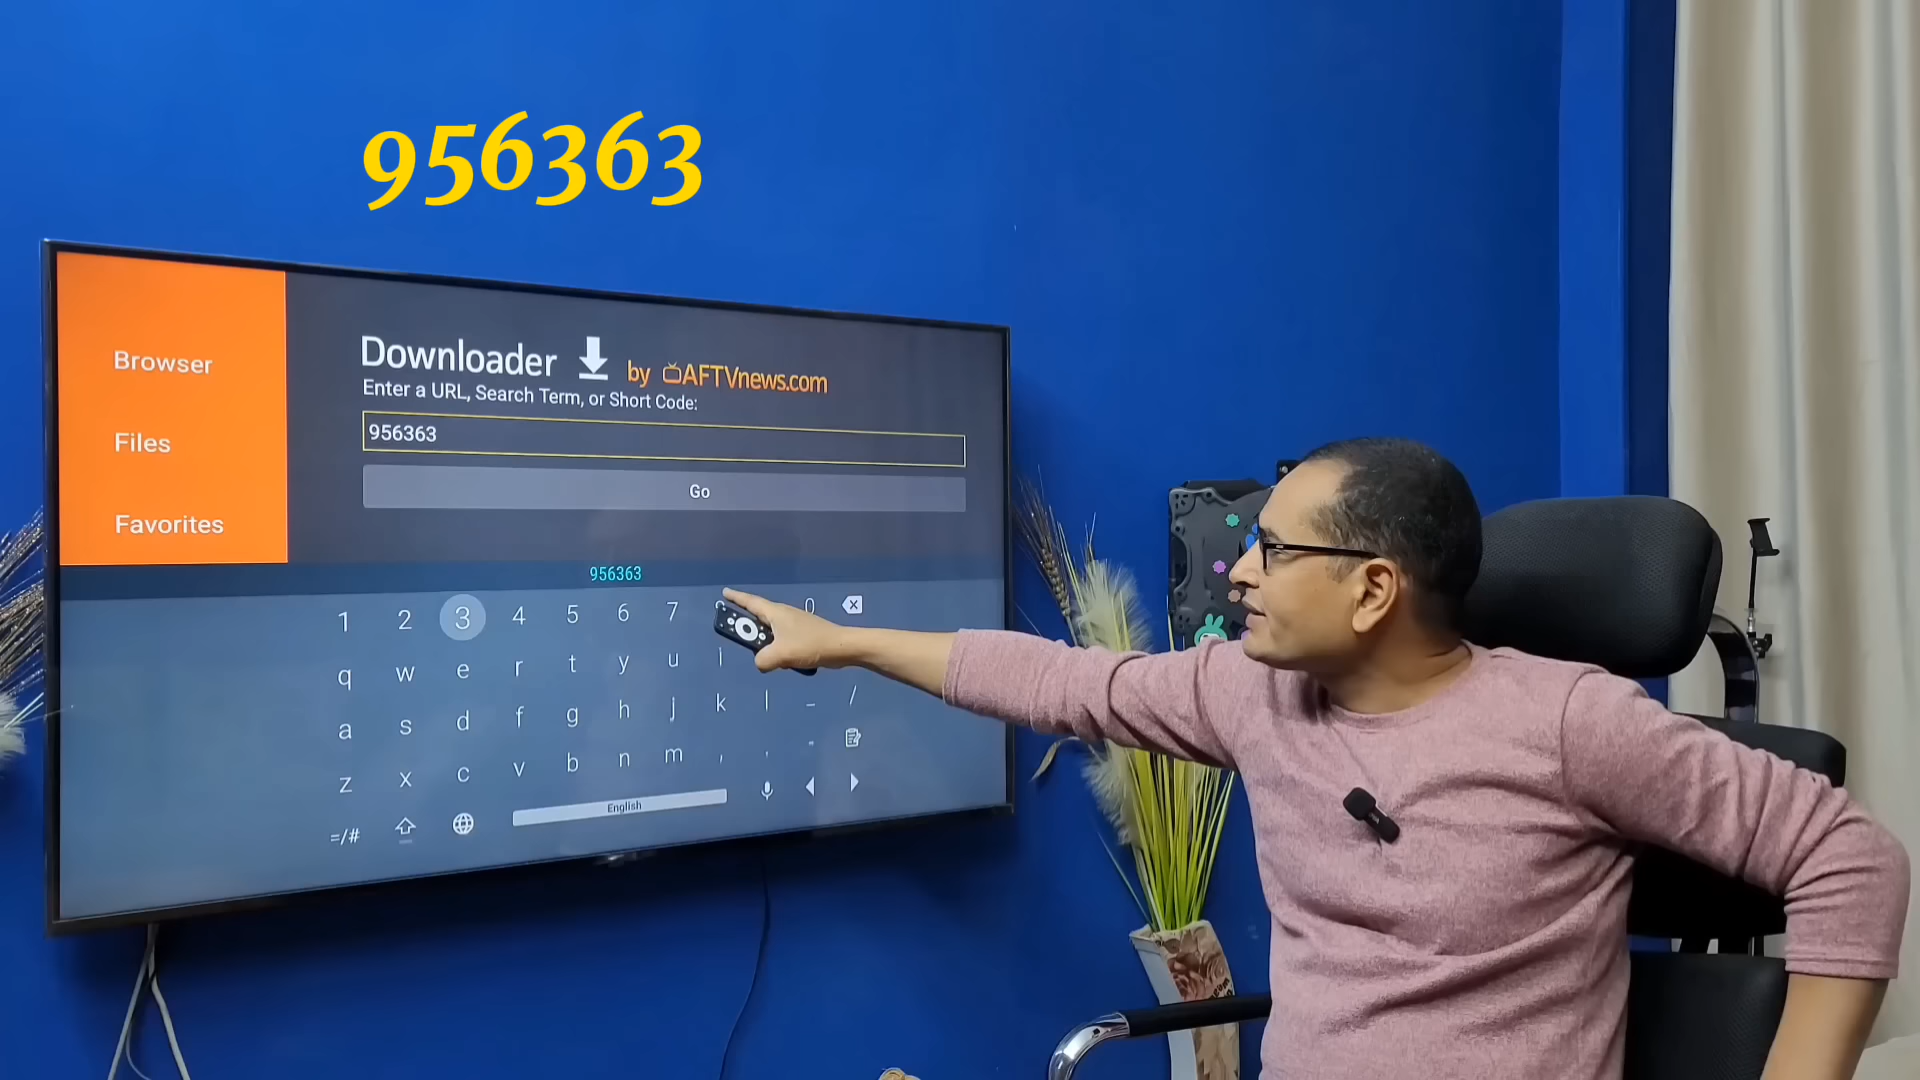 956363
Browser
Files
Favorites
Downloader by AFTVnews.com
Enter a URL, Search Term, or Short Code:
956363
Go
956363
1 2 3 4 5 6 7 0
q w e r t y u i
a s d f g h j k l _ /
z x c v b n m ,
=/# English